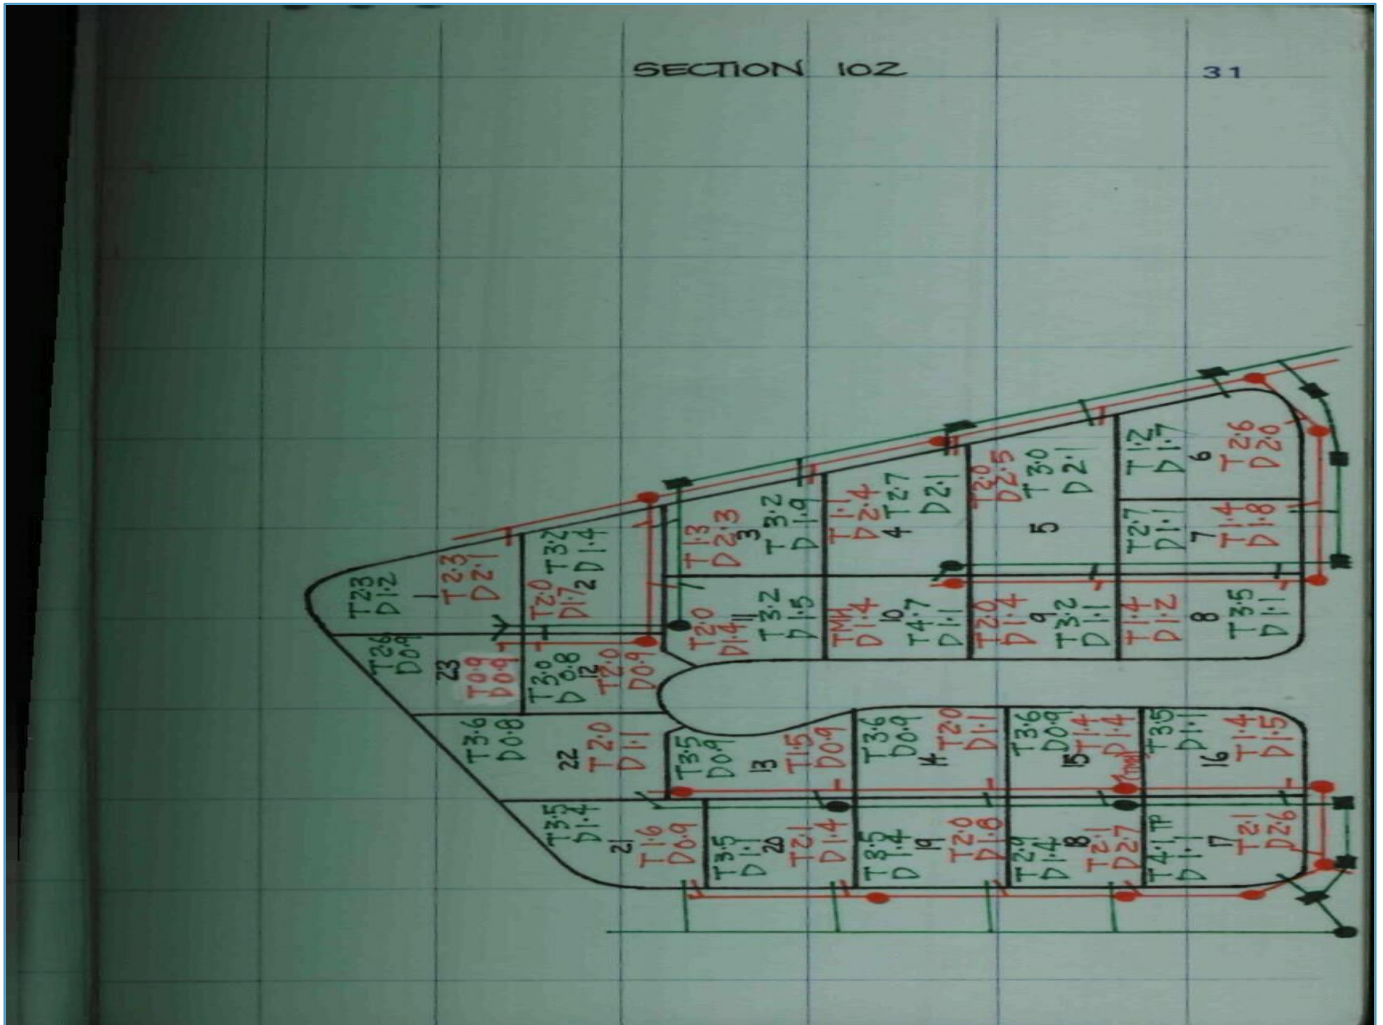 SECTION 102
31
T2.3
D1.2
1
T2.3
D2.1
T2.0
D1.7
2
T3.2
D1.4
T1.3
D2.3
3
T3.2
D1.9
T1.1
D2.4
4
T2.7
D2.1
T2.0
D2.5
5
T3.0
D2.1
T1.2
D1.7
6
T2.6
D2.0
T2.7
D1.1
7
T1.4
D1.8
T1.4
D1.2
8
T3.5
D1.1
T2.0
D1.4
9
T3.2
D1.1
TMH
D1.4
10
T4.7
D1.1
T2.0
D1.4
11
T3.2
D1.5
T3.0
D0.8
12
T2.0
D0.9
T2.6
D0.9
23
T0.9
D0.9
T3.6
D0.8
22
T2.0
D1.1
T3.5
D0.9
13
T1.5
D0.9
T3.6
D0.9
14
T2.0
D1.1
T3.6
D0.9
15
T1.4
D1.4
T3.5
D1.1
16
T1.4
D1.5
T3.5
D1.4
21
T1.6
D0.9
T3.5
D1.1
20
T2.1
D1.4
T3.5
D1.4
19
T2.0
D1.8
T2.9
D1.4
18
T2.1
D2.7
T4.1 TP
D1.1
17
T2.1
D2.6